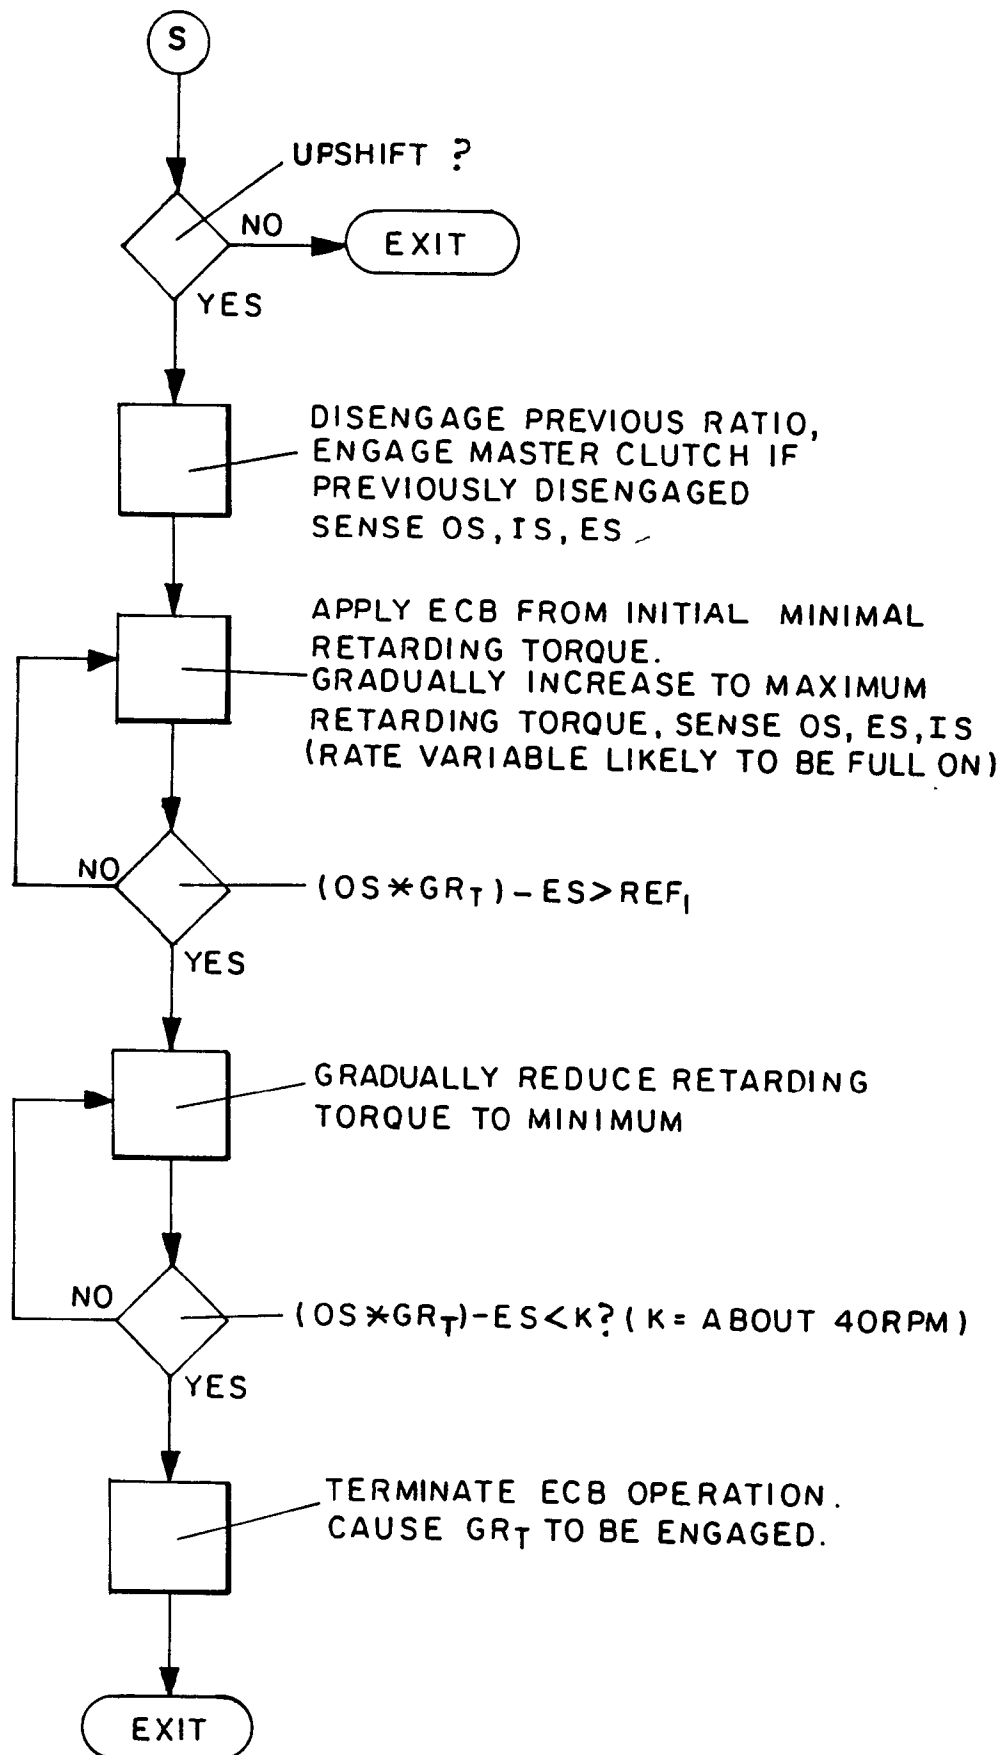 S
UPSHIFT ?
NO
EXIT
YES
DISENGAGE PREVIOUS RATIO,
ENGAGE MASTER CLUTCH IF
PREVIOUSLY DISENGAGED
SENSE OS, IS, ES
APPLY ECB FROM INITIAL MINIMAL
RETARDING TORQUE.
GRADUALLY INCREASE TO MAXIMUM
RETARDING TORQUE, SENSE OS, ES, IS
(RATE VARIABLE LIKELY TO BE FULL ON)
NO
(OS*GRT)-ES>REF1
YES
GRADUALLY REDUCE RETARDING
TORQUE TO MINIMUM
NO
(OS*GRT)-ES<K? (K= ABOUT 40RPM)
YES
TERMINATE ECB OPERATION.
CAUSE GRT TO BE ENGAGED.
EXIT